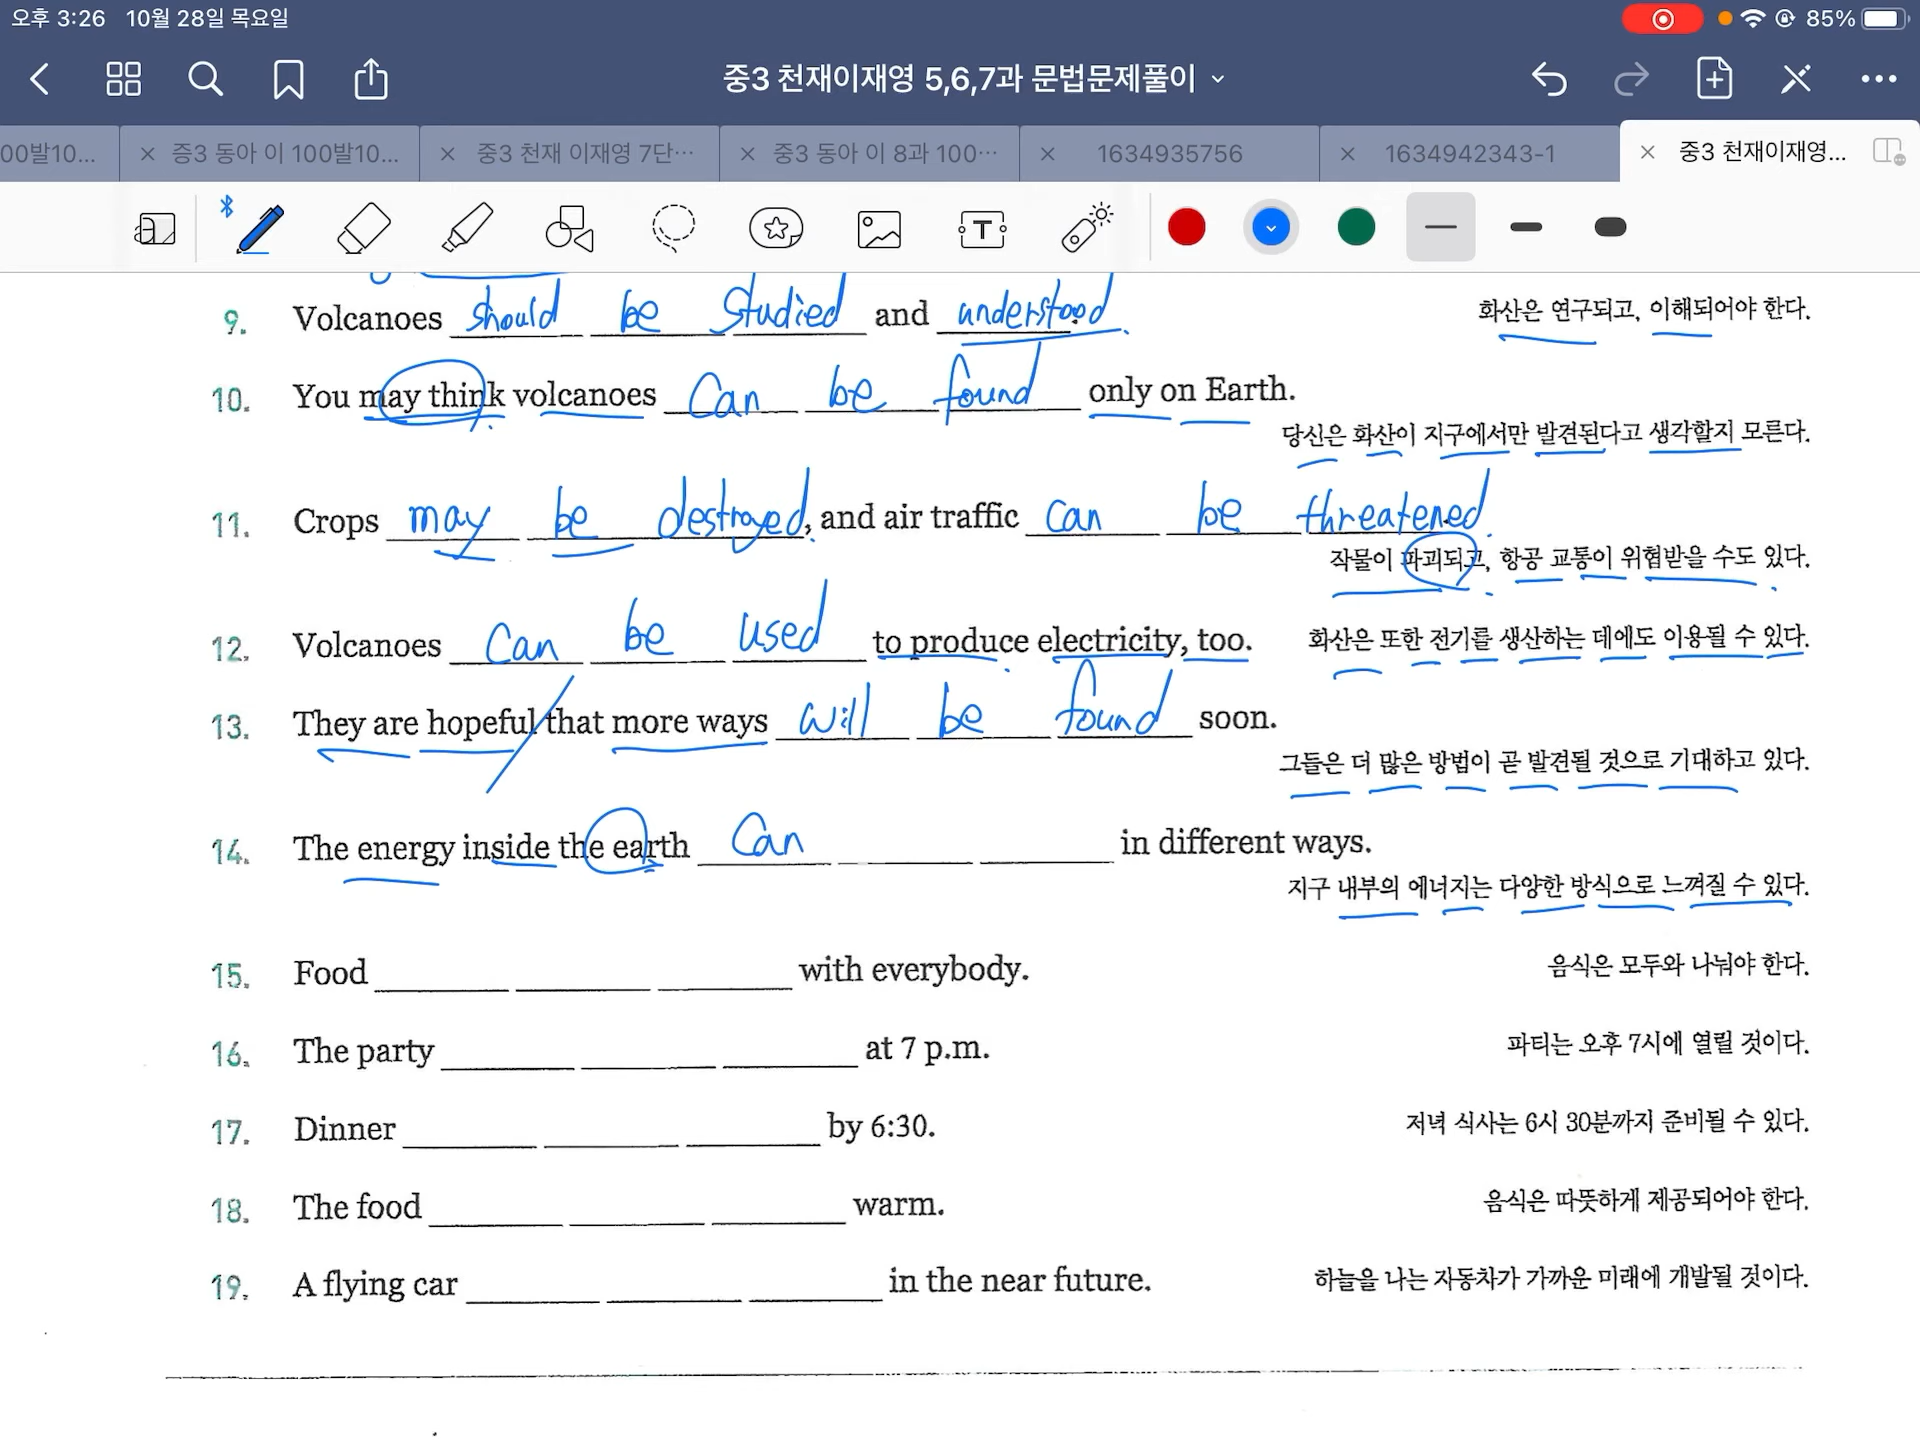 오후 3:26 10월 28일 목요일 85%
중3 천재이재영 5,6,7과 문법문제풀이
00발10... × 중3 동아 이 100발10... × 중3 천재 이재영 7단... × 중3 동아 이 8과 100... × 1634935756 × 1634942343-1 × 중3 천재이재영...
9. Volcanoes should be studied and understood. 화산은 연구되고, 이해되어야 한다.
10. You may think volcanoes can be found only on Earth.
당신은 화산이 지구에서만 발견된다고 생각할지 모른다.
11. Crops may be destroyed, and air traffic can be threatened.
작물이 파괴되고, 항공 교통이 위협받을 수도 있다.
12. Volcanoes can be used to produce electricity, too. 화산은 또한 전기를 생산하는 데에도 이용될 수 있다.
13. They are hopeful that more ways will be found soon.
그들은 더 많은 방법이 곧 발견될 것으로 기대하고 있다.
14. The energy inside the earth can in different ways.
지구 내부의 에너지는 다양한 방식으로 느껴질 수 있다.
15. Food with everybody. 음식은 모두와 나눠야 한다.
16. The party at 7 p.m. 파티는 오후 7시에 열릴 것이다.
17. Dinner by 6:30. 저녁 식사는 6시 30분까지 준비될 수 있다.
18. The food warm. 음식은 따뜻하게 제공되어야 한다.
19. A flying car in the near future. 하늘을 나는 자동차가 가까운 미래에 개발될 것이다.